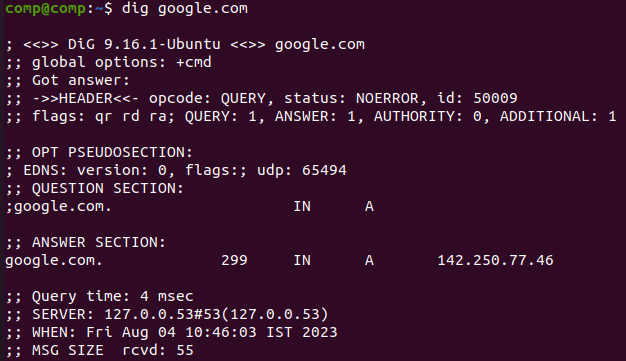 comp@comp:~$ dig google.com
; <<>> DiG 9.16.1-Ubuntu <<>> google.com
;; global options: +cmd
;; Got answer:
;; ->>HEADER<<- opcode: QUERY, status: NOERROR, id: 50009
;; flags: qr rd ra; QUERY: 1, ANSWER: 1, AUTHORITY: 0, ADDITIONAL: 1
;; OPT PSEUDOSECTION:
; EDNS: version: 0, flags:; udp: 65494
;; QUESTION SECTION:
;google.com. IN A
;; ANSWER SECTION:
google.com. 299 IN A 142.250.77.46
;; Query time: 4 msec
;; SERVER: 127.0.0.53#53(127.0.0.53)
;; WHEN: Fri Aug 04 10:46:03 IST 2023
;; MSG SIZE rcvd: 55